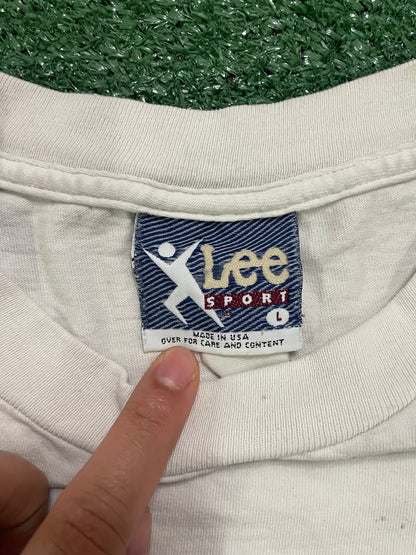 Lee
SPORT
L
MADE IN USA
OVER FOR CARE AND CONTENT